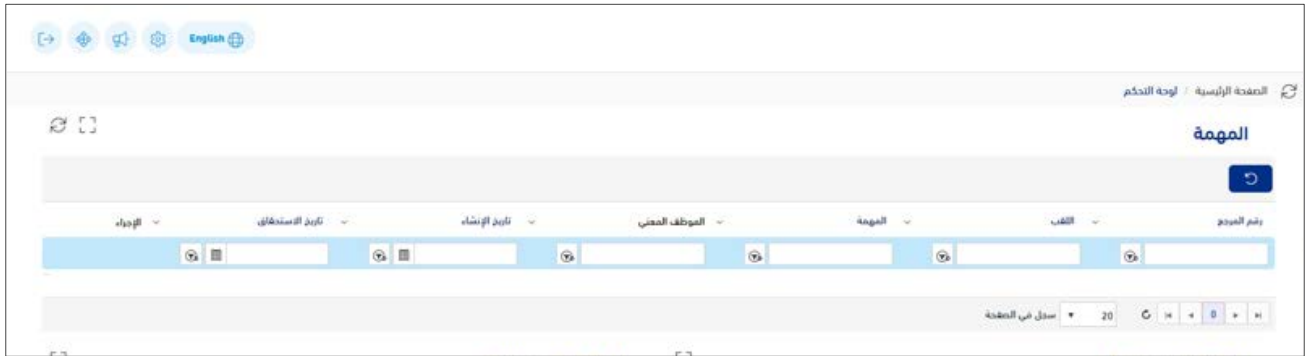 English
الصفحة الرئيسية / لوحة التحكم
المهمة
رقم المرجع اللقب المهمة الموظف المعني تاريخ الإنشاء تاريخ الاستحقاق الإجراء
0 20 سجل في الصفحة